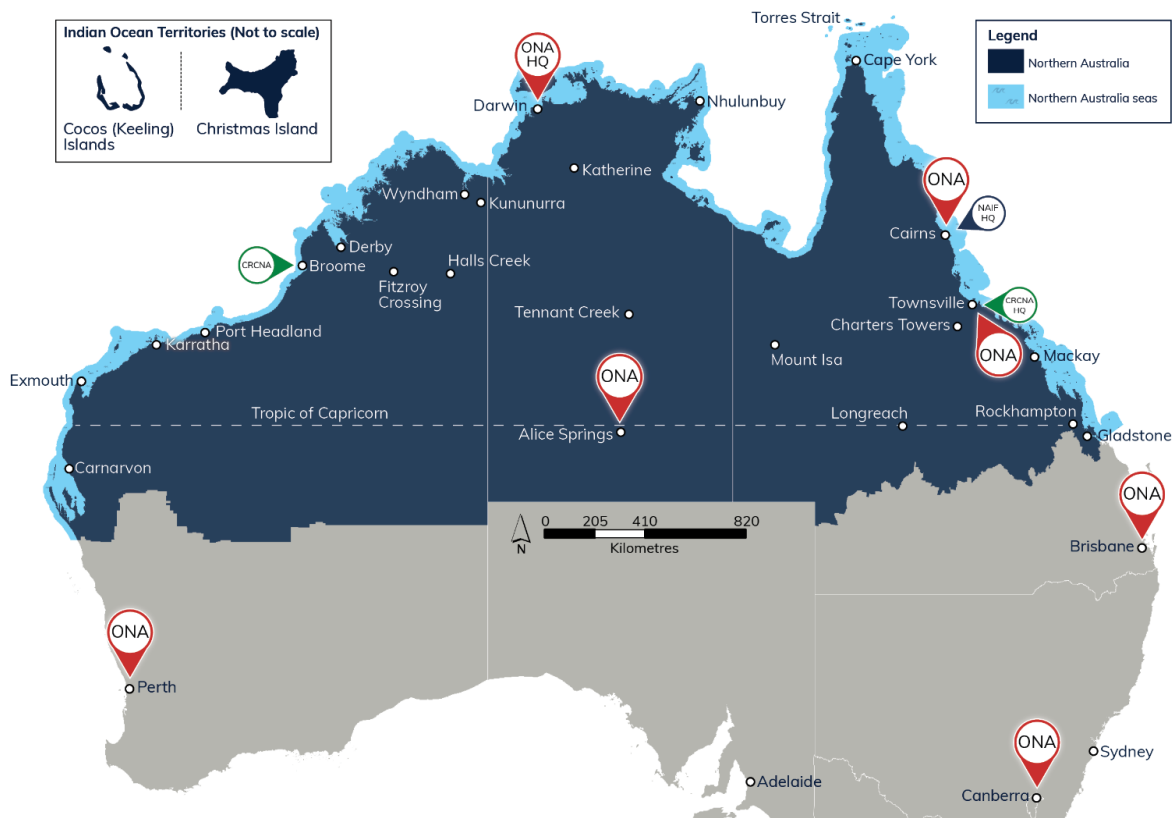 Indian Ocean Territories (Not to scale)
Cocos (Keeling)
Islands
Christmas Island
Torres Strait
Legend
Northern Australia
Northern Australia seas
ONA
HQ
Cape York
Darwin
Nhulunbuy
Katherine
Wyndham
Kununurra
ONA
NAIF
HQ
Cairns
Derby
CRCNA
Broome
Halls Creek
Fitzroy
Crossing
Tennant Creek
Townsville
CRCNA
HQ
Charters Towers
Port Headland
Karratha
Mount Isa
ONA
Mackay
Exmouth
ONA
Tropic of Capricorn
Alice Springs
Longreach
Rockhampton
Gladstone
Carnarvon
ONA
0 205 410 820
Kilometres
N
Brisbane
ONA
Perth
ONA
Sydney
Adelaide
Canberra